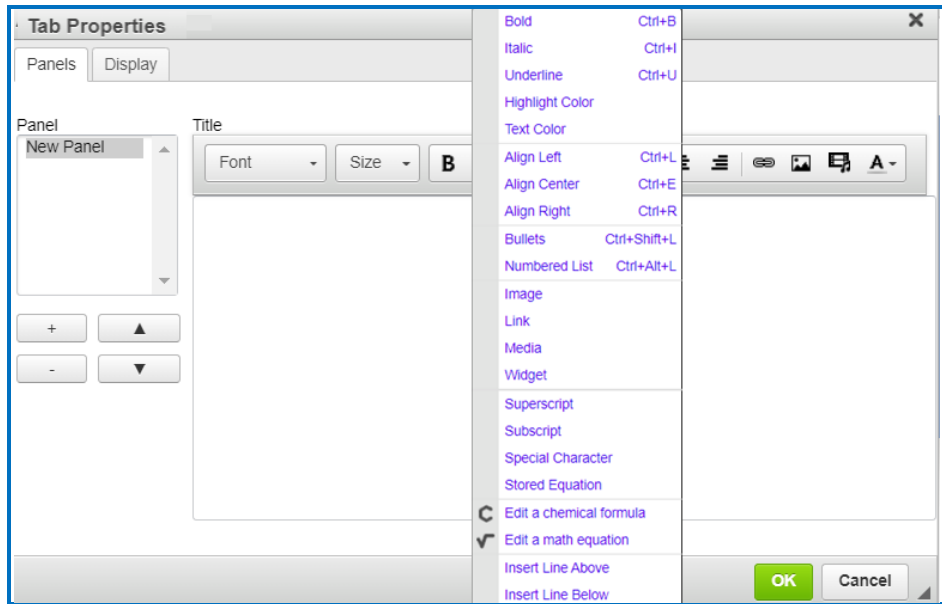 Tab Properties
Panels Display
Panel
New Panel
+
-
Title
Font Size B A
Bold Ctrl+B
Italic Ctrl+I
Underline Ctrl+U
Highlight Color
Text Color
Align Left Ctrl+L
Align Center Ctrl+E
Align Right Ctrl+R
Bullets Ctrl+Shift+L
Numbered List Ctrl+Alt+L
Image
Link
Media
Widget
Superscript
Subscript
Special Character
Stored Equation
C Edit a chemical formula
√ Edit a math equation
Insert Line Above
Insert Line Below
OK Cancel